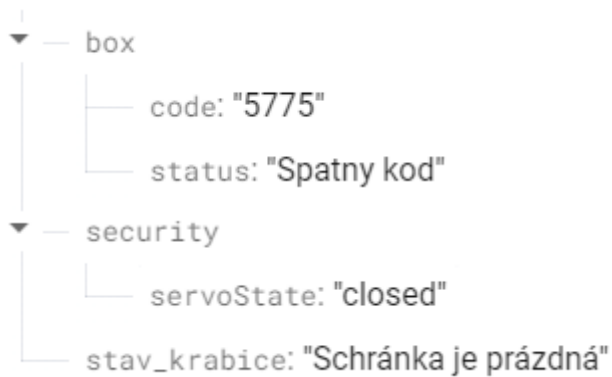 box
code: "5775"
status: "Spatny kod"
security
servoState: "closed"
stav_krabice: "Schránka je prázdná"